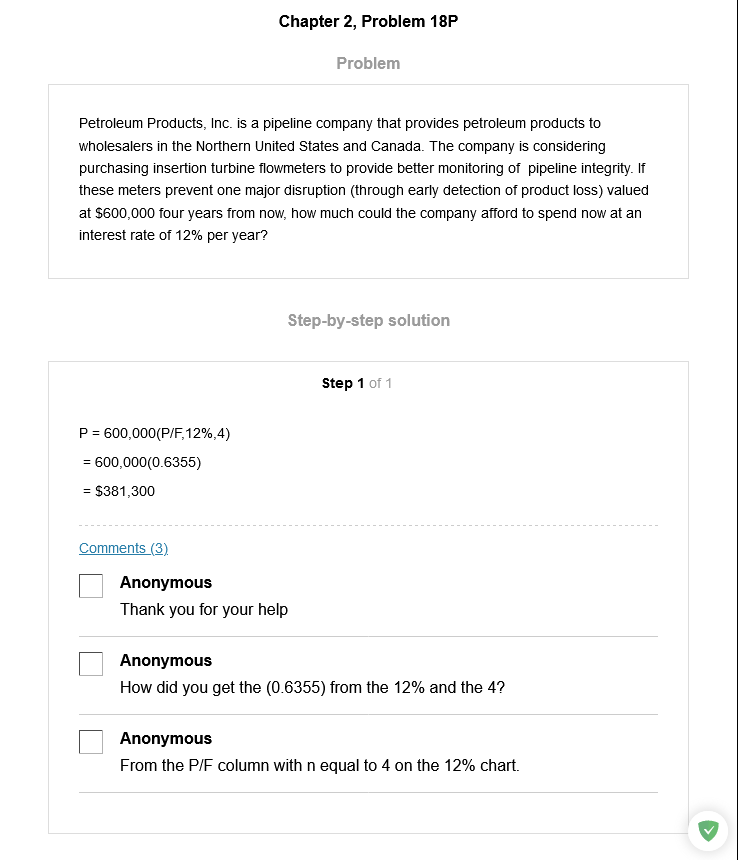 Chapter 2, Problem 18P
Problem
Petroleum Products, Inc. is a pipeline company that provides petroleum products to
wholesalers in the Northern United States and Canada. The company is considering
purchasing insertion turbine flowmeters to provide better monitoring of pipeline integrity. If
these meters prevent one major disruption (through early detection of product loss) valued
at $600,000 four years from now, how much could the company afford to spend now at an
interest rate of 12% per year?
Step-by-step solution
Step 1 of 1
P = 600,000(P/F,12%,4)
= 600,000(0.6355)
= $381,300
Comments (3)
Anonymous
Thank you for your help
Anonymous
How did you get the (0.6355) from the 12% and the 4?
Anonymous
From the P/F column with n equal to 4 on the 12% chart.